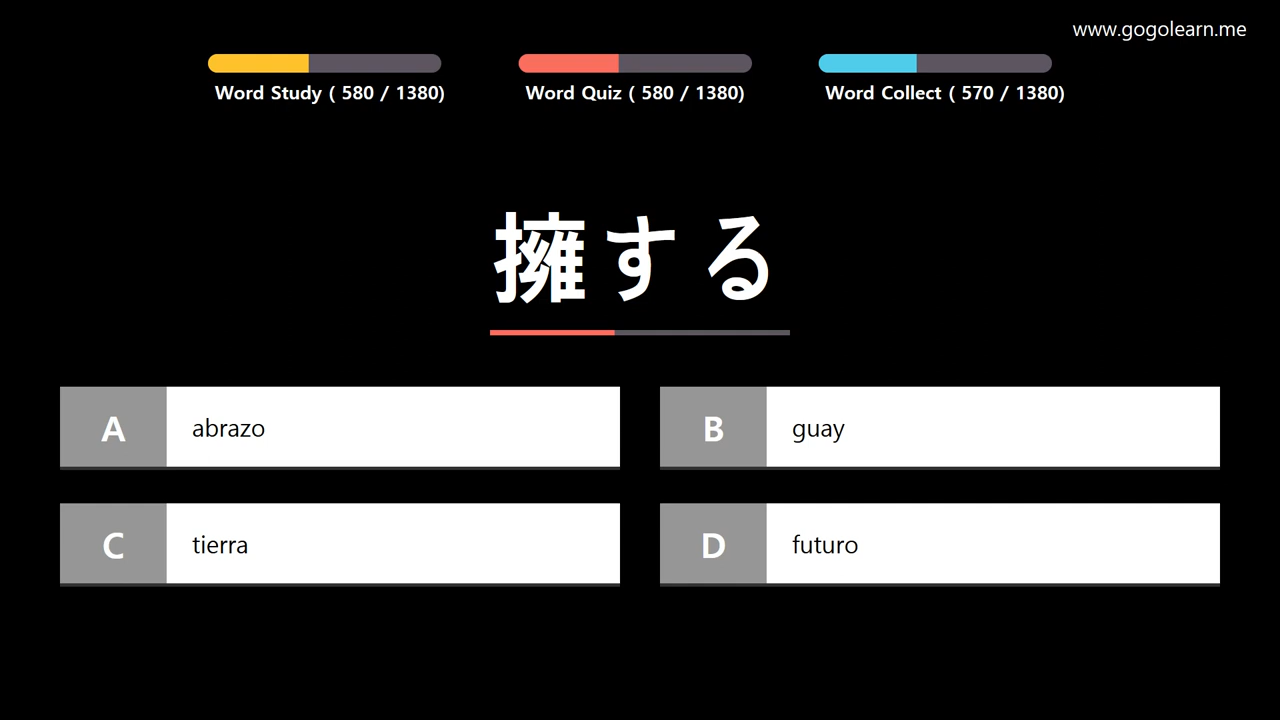 www.gogolearn.me
Word Study ( 580 / 1380)
Word Quiz ( 580 / 1380)
Word Collect ( 570 / 1380)
擁する
A abrazo
B guay
C tierra
D futuro